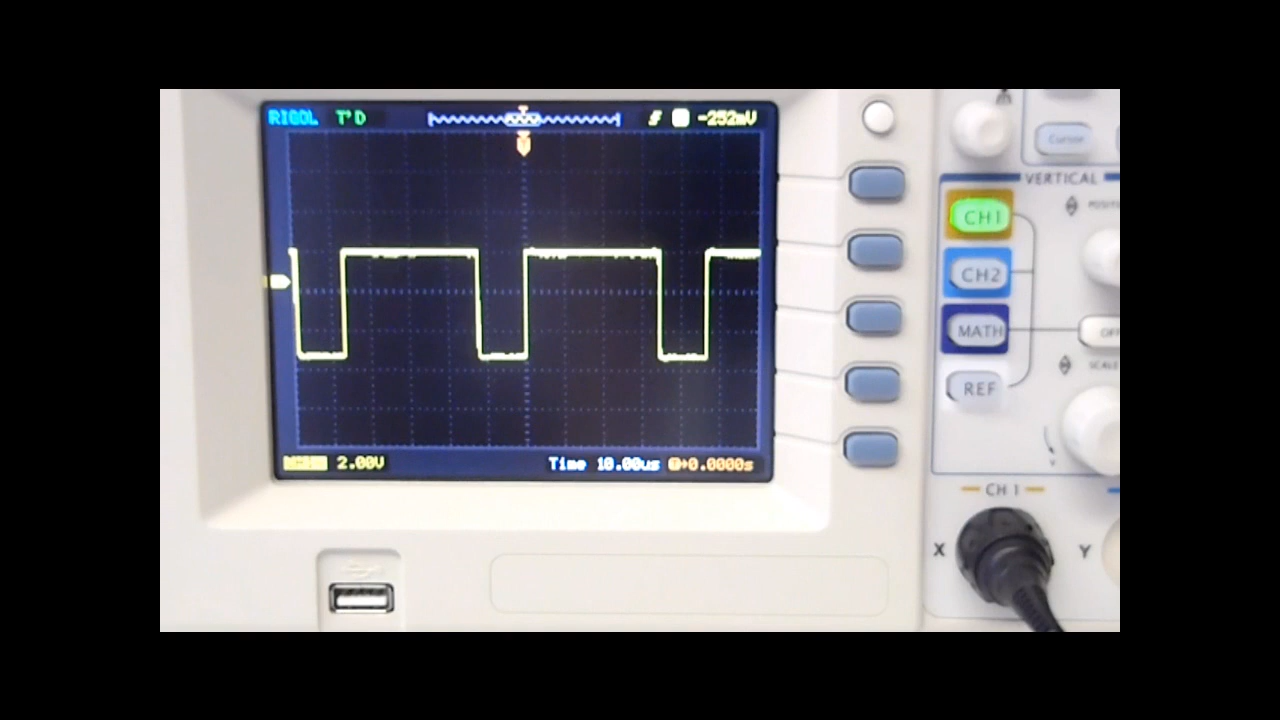 RIGOL T'D -252mV
Cursor
VERTICAL
CH1
CH2
MATH
REF
2.00V Time 10.00us +0.0000s
CH 1
X Y